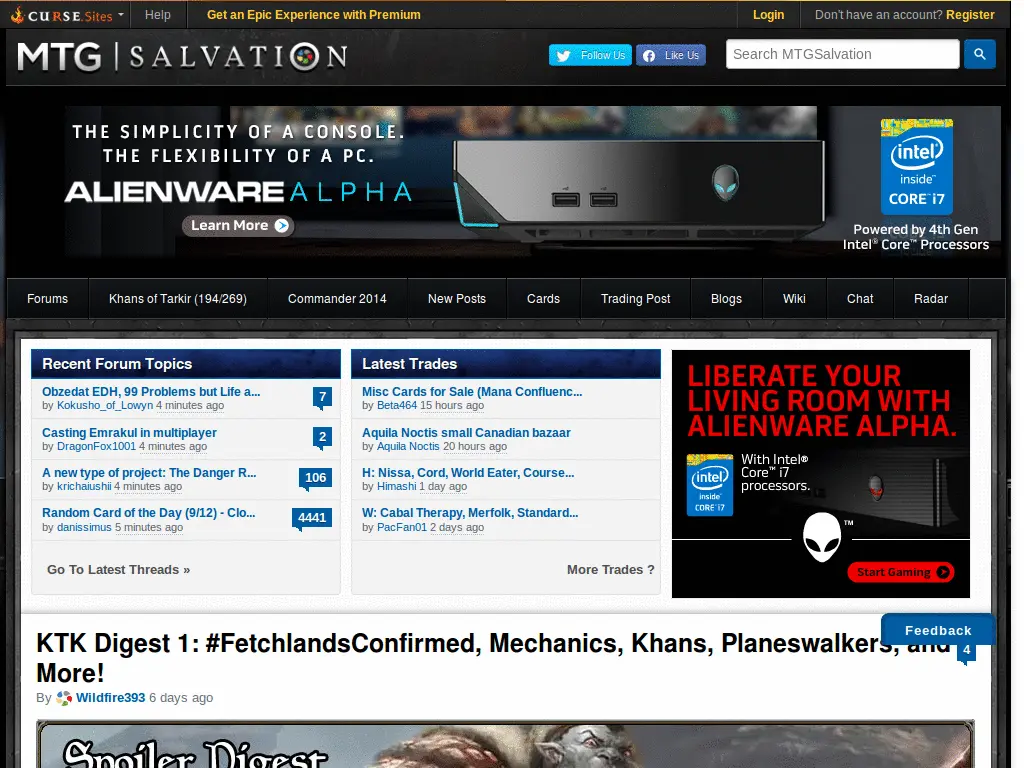 CURSE.Sites Help Get an Epic Experience with Premium Login Don't have an account? Register
MTG SALVATION Follow Us Like Us Search MTGSalvation
THE SIMPLICITY OF A CONSOLE.
THE FLEXIBILITY OF A PC.
ALIENWARE ALPHA
Learn More
intel
inside™
CORE™ i7
Powered by 4th Gen
Intel® Core™ Processors
Forums Khans of Tarkir (194/269) Commander 2014 New Posts Cards Trading Post Blogs Wiki Chat Radar
Recent Forum Topics
Obzedat EDH, 99 Problems but Life a... 7
by Kokusho_of_Lowyn 4 minutes ago
Casting Emrakul in multiplayer 2
by DragonFox1001 4 minutes ago
A new type of project: The Danger R... 106
by krichaiushii 4 minutes ago
Random Card of the Day (9/12) - Clo... 4441
by danissimus 5 minutes ago
Go To Latest Threads »
Latest Trades
Misc Cards for Sale (Mana Confluenc...
by Beta464 15 hours ago
Aquila Noctis small Canadian bazaar
by Aquila Noctis 20 hours ago
H: Nissa, Cord, World Eater, Course...
by Himashi 1 day ago
W: Cabal Therapy, Merfolk, Standard...
by PacFan01 2 days ago
More Trades ?
LIBERATE YOUR
LIVING ROOM WITH
ALIENWARE ALPHA.
With Intel®
Core™ i7
processors.
intel
inside™
CORE™ i7
TM
Start Gaming
Feedback
KTK Digest 1: #FetchlandsConfirmed, Mechanics, Khans, Planeswalkers, and
More!
4
By Wildfire393 6 days ago
Spoiler Digest